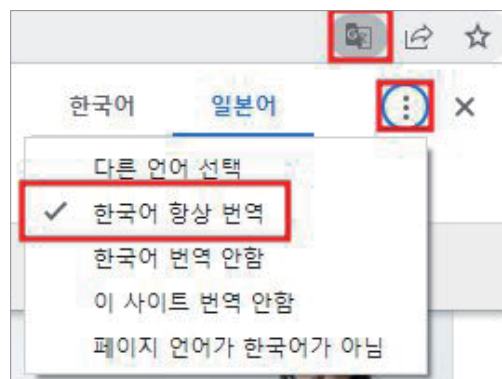 한국어 일본어
다른 언어 선택
한국어 항상 번역
한국어 번역 안함
이 사이트 번역 안함
페이지 언어가 한국어가 아님